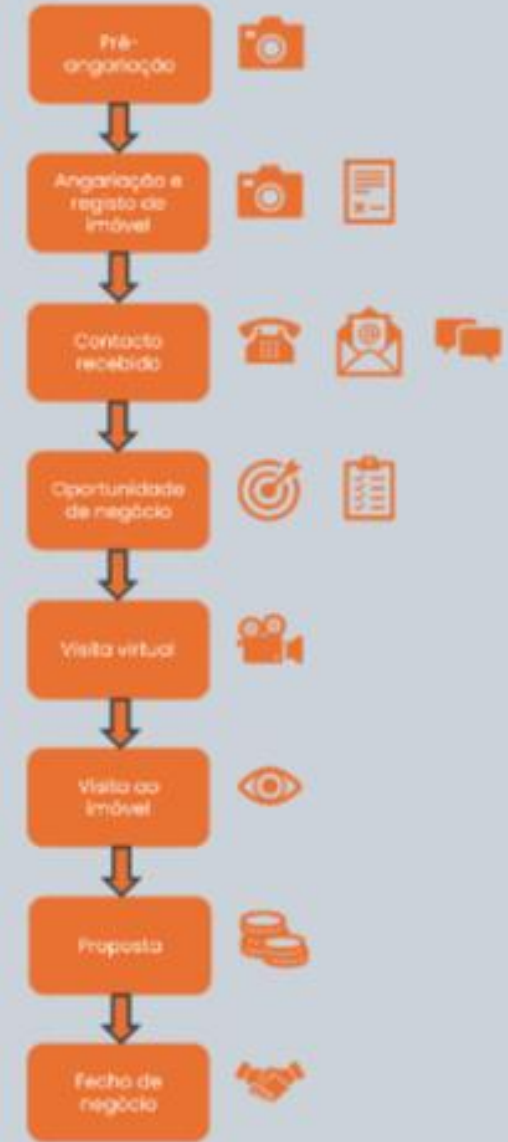 Pré-
angariação
Angariação e
registo de
imóvel
Contacto
recebido
@
Oportunidade
de negócio
Visita virtual
Visita ao
imóvel
Proposta
Fecho de
negócio